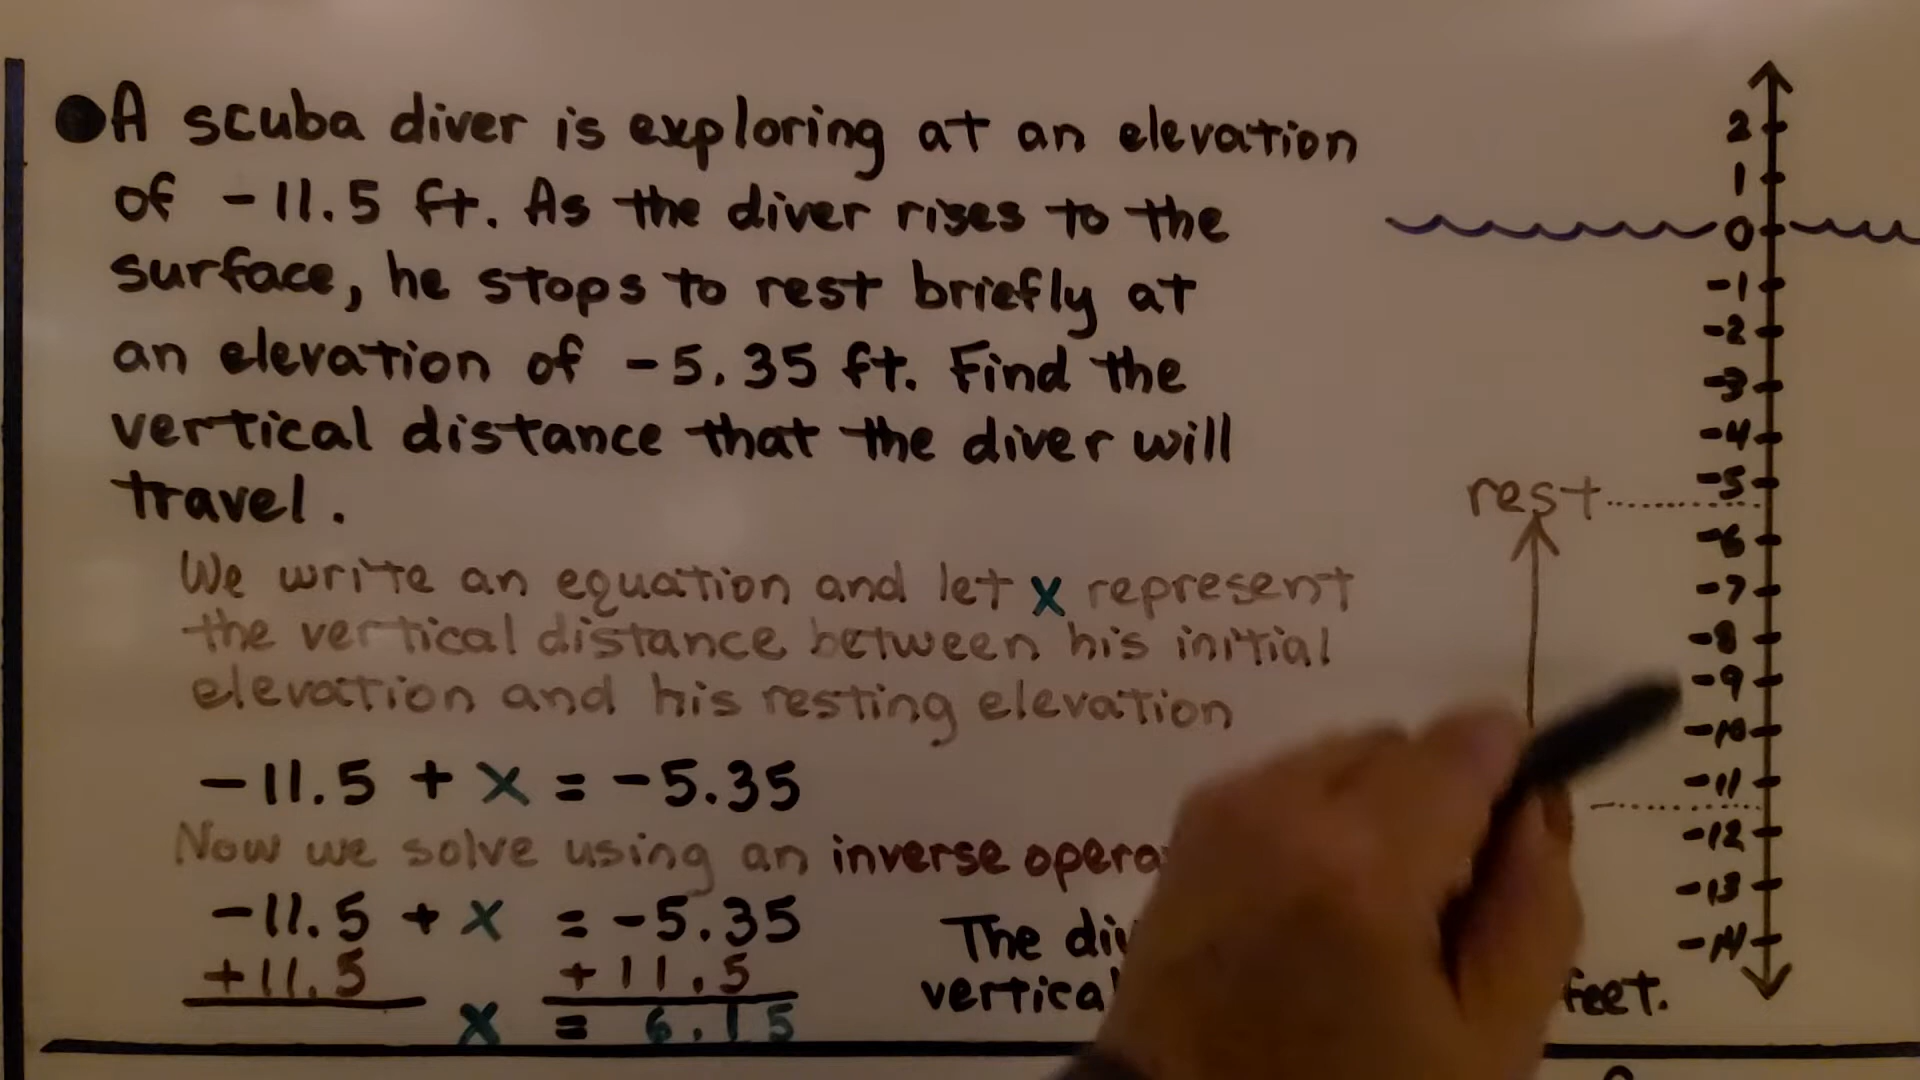 ●A scuba diver is exploring at an elevation
of -11.5 ft. As the diver rises to the
surface, he stops to rest briefly at
an elevation of -5.35 ft. Find the
vertical distance that the diver will
travel.
We write an equation and let x represent
the vertical distance between his initial
elevation and his resting elevation
-11.5 + x = -5.35
Now we solve using an inverse opera
-11.5 + x = -5.35
+11.5 +11.5
x = 6.15
The div
vertical feet.
2
1
0
-1
-2
-3
-4
-5
rest
-6
-7
-8
-9
-10
-11
-12
-13
-14